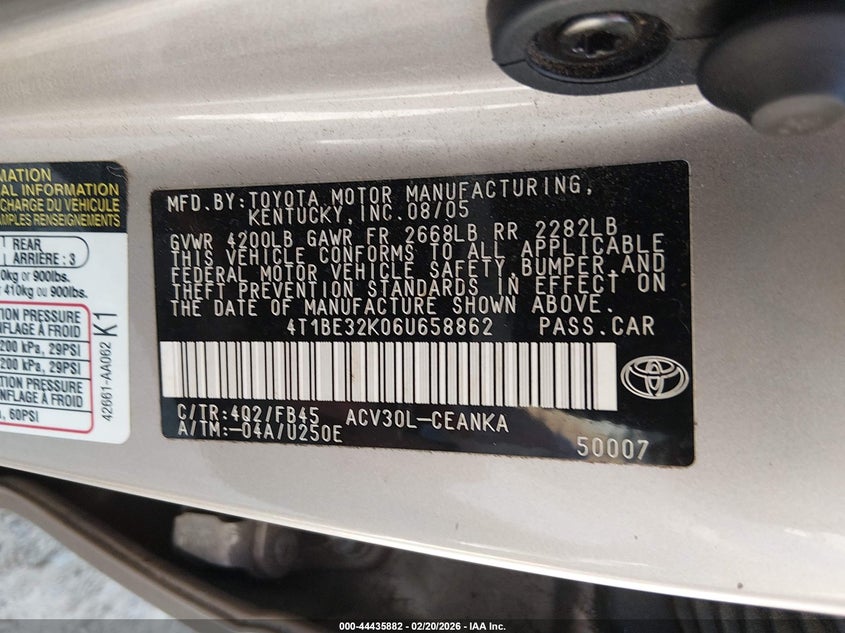 MATION
AL INFORMATION
CHARGE DU VEHICULE
AMPLES RENSEIGNEMENTS
REAR
ARRIÈRE : 3
0kg or 900lbs.
410kg ou 900lbs.
TION PRESSURE
NFLAGE À FROID
200 kPa, 29PSI
200 kPa, 29PSI
TION PRESSURE
NFLAGE À FROID
, 60PSI
K1
42661-AA062
MFD.BY:TOYOTA MOTOR MANUFACTURING,
KENTUCKY,INC.08/05
GVWR 4200LB GAWR FR 2668LB RR 2282LB
THIS VEHICLE CONFORMS TO ALL APPLICABLE
FEDERAL MOTOR VEHICLE SAFETY,BUMPER,AND
THEFT PREVENTION STANDARDS IN EFFECT ON
THE DATE OF MANUFACTURE SHOWN ABOVE.
4T1BE32K06U658862 PASS.CAR
C/TR:4Q2/FB45 ACV30L-CEANKA
A/TM:-04A/U250E
50007
000-44435882 - 02/20/2026 - IAA Inc.